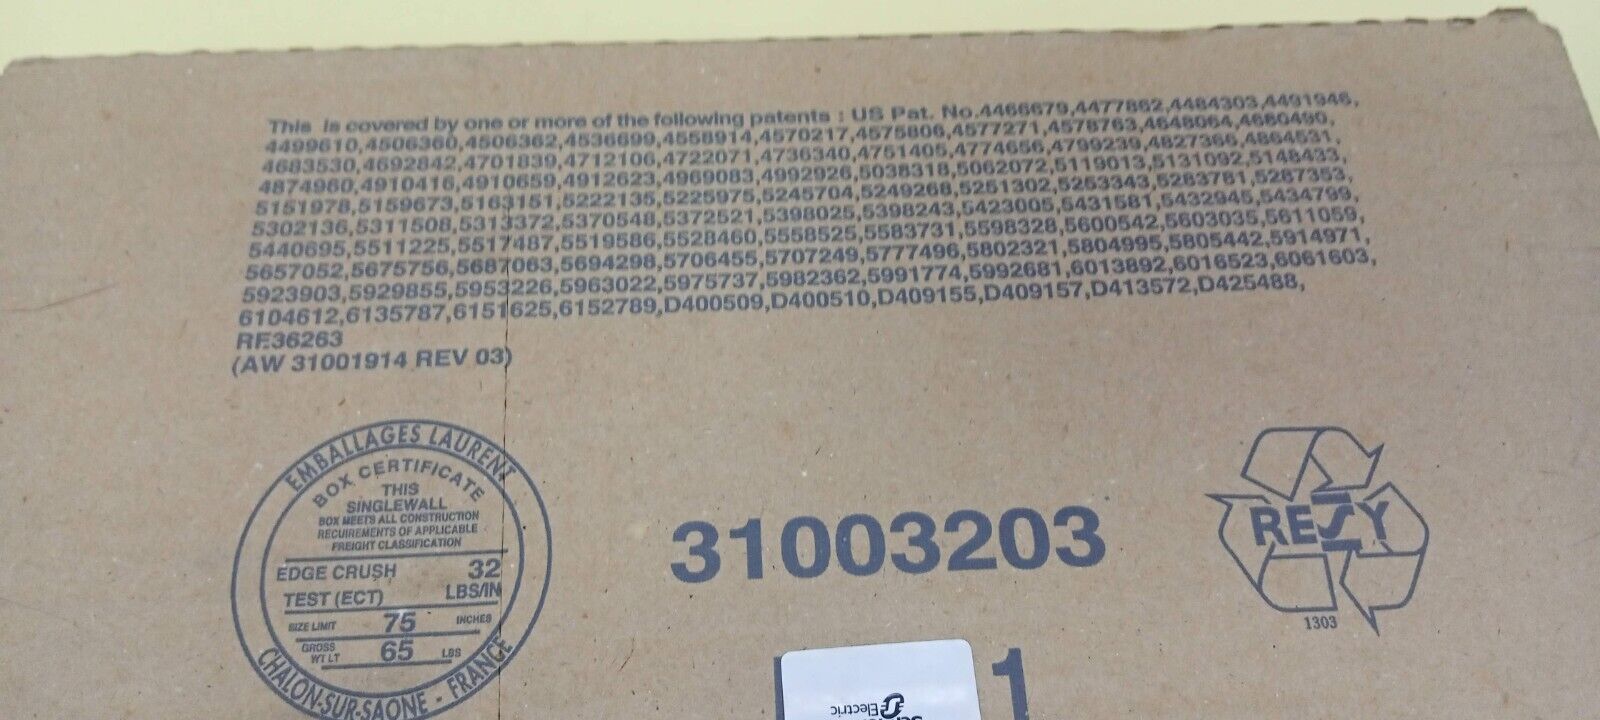 This is covered by one or more of the following patents : US Pat. No.4466679,4477862,4484303,4491946,
4499610,4506360,4506362,4536699,4558914,4570217,4575806,4577271,4578763,4648064,4680490,
4683530,4692842,4701839,4712106,4722071,4736340,4751405,4774656,4799239,4827366,4864531,
4874960,4910416,4910659,4912623,4969083,4992926,5038318,5062072,5119013,5131092,5148433,
5151978,5159673,5163151,5222135,5225975,5245704,5249268,5251302,5253343,5283781,5287353,
5302136,5311508,5313372,5370548,5372521,5398025,5398243,5423005,5431581,5432945,5434799,
5440695,5511225,5517487,5519586,5528460,5558525,5583731,5598328,5600542,5603035,5611059,
5657052,5675756,5687063,5694298,5706455,5707249,5777496,5802321,5804995,5805442,5914971,
5923903,5929855,5953226,5963022,5975737,5982362,5991774,5992681,6013892,6016523,6061603,
6104612,6135787,6151625,6152789,D400509,D400510,D409155,D409157,D413572,D425488,
RE36263
(AW 31001914 REV 03)
EMBALLAGES LAURENT
BOX CERTIFICATE
THIS
SINGLEWALL
BOX MEETS ALL CONSTRUCTION
RECUIREMENTS OF APPLICABLE
FREIGHT CLASSIFICATION
EDGE CRUSH 32
TEST (ECT) LBS/IN
SIZE LIMIT 75 INCHES
GROSS
WT LT 65 LBS
CHALON-SUR-SAONE - FRANCE
31003203
RESY
1303
1
Electric